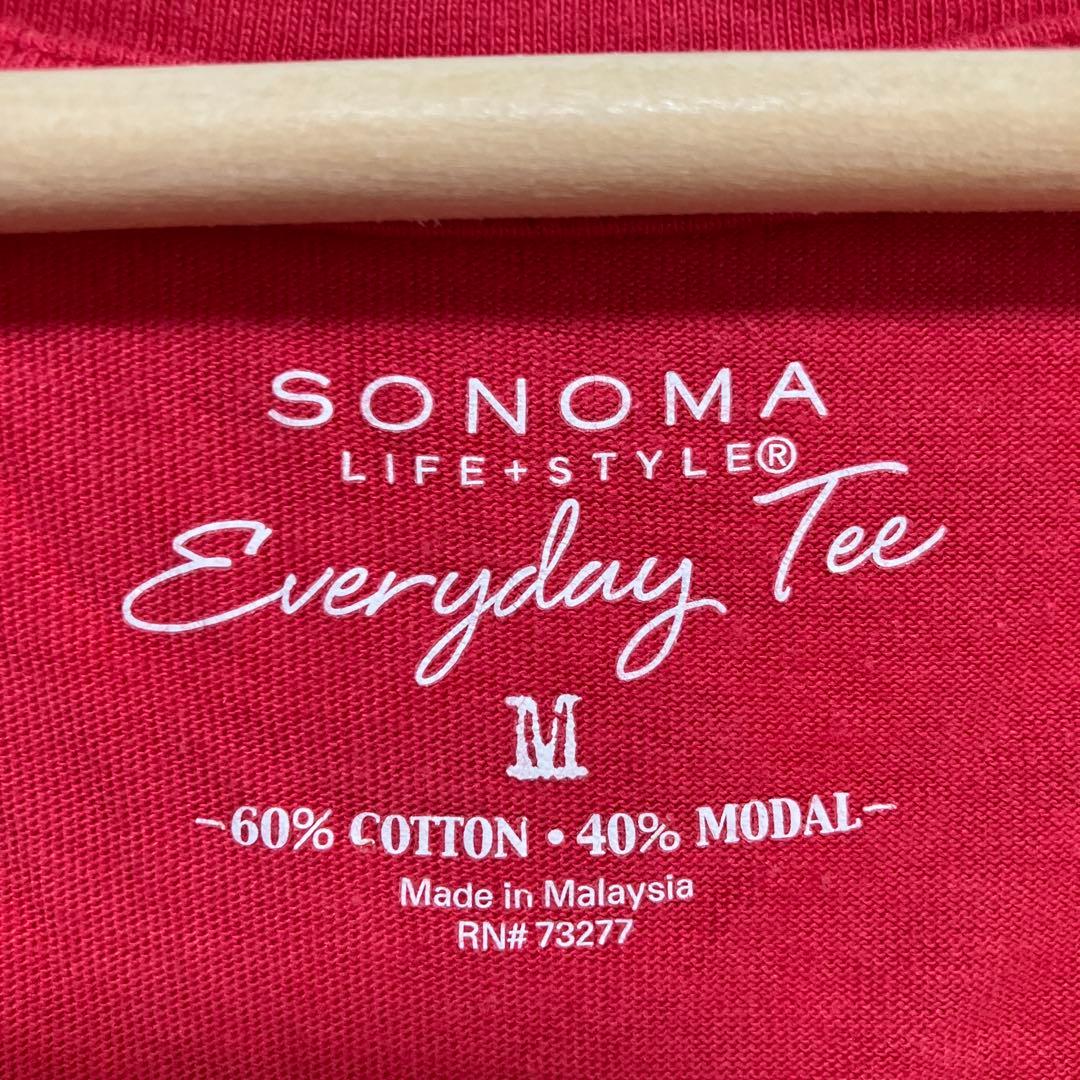 SONOMA
LIFE+STYLE®
Everyday Tee
M
-60% COTTON • 40% MODAL-
Made in Malaysia
RN# 73277